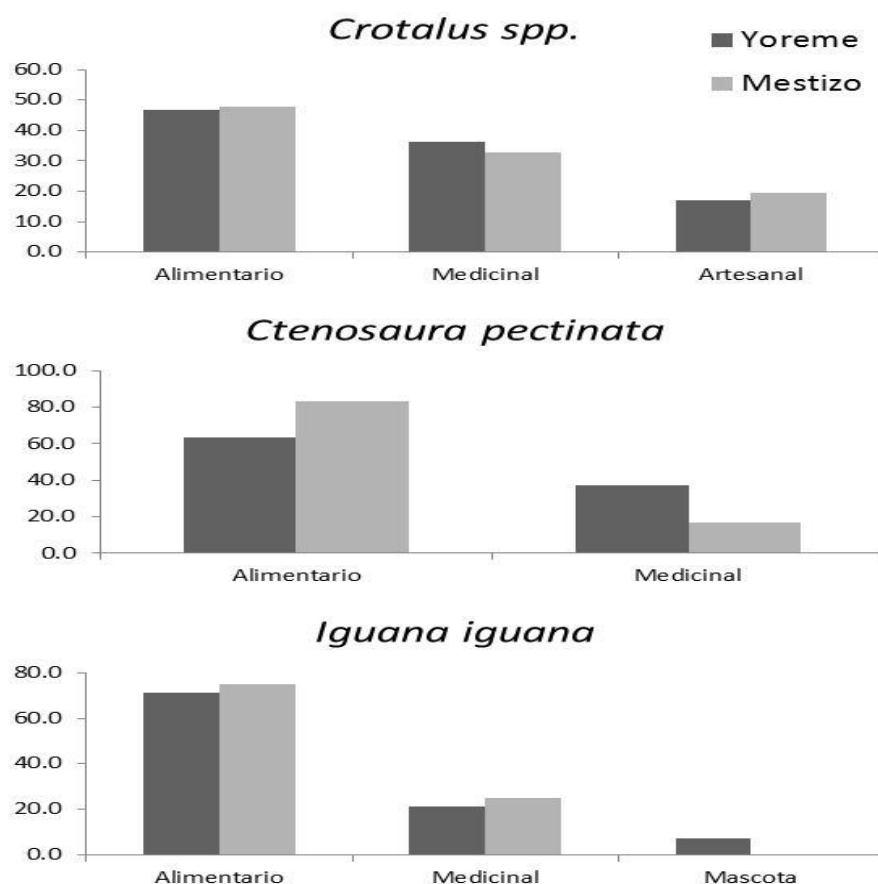 Crotalus spp.
Yoreme
Mestizo
60.0
50.0
40.0
30.0
20.0
10.0
0.0
Alimentario Medicinal Artesanal
Ctenosaura pectinata
100.0
80.0
60.0
40.0
20.0
0.0
Alimentario Medicinal
Iguana iguana
80.0
60.0
40.0
20.0
0.0
Alimentario Medicinal Mascota